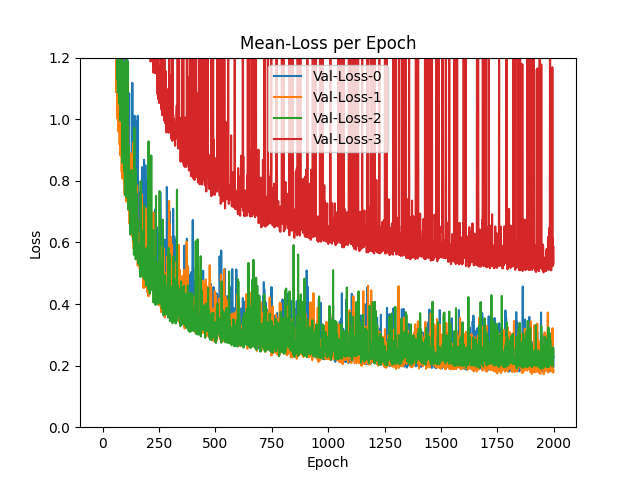 Mean-Loss per Epoch
1.2
1.0
0.8
0.6
0.4
0.2
0.0
Loss
Val-Loss-0
Val-Loss-1
Val-Loss-2
Val-Loss-3
0 250 500 750 1000 1250 1500 1750 2000
Epoch